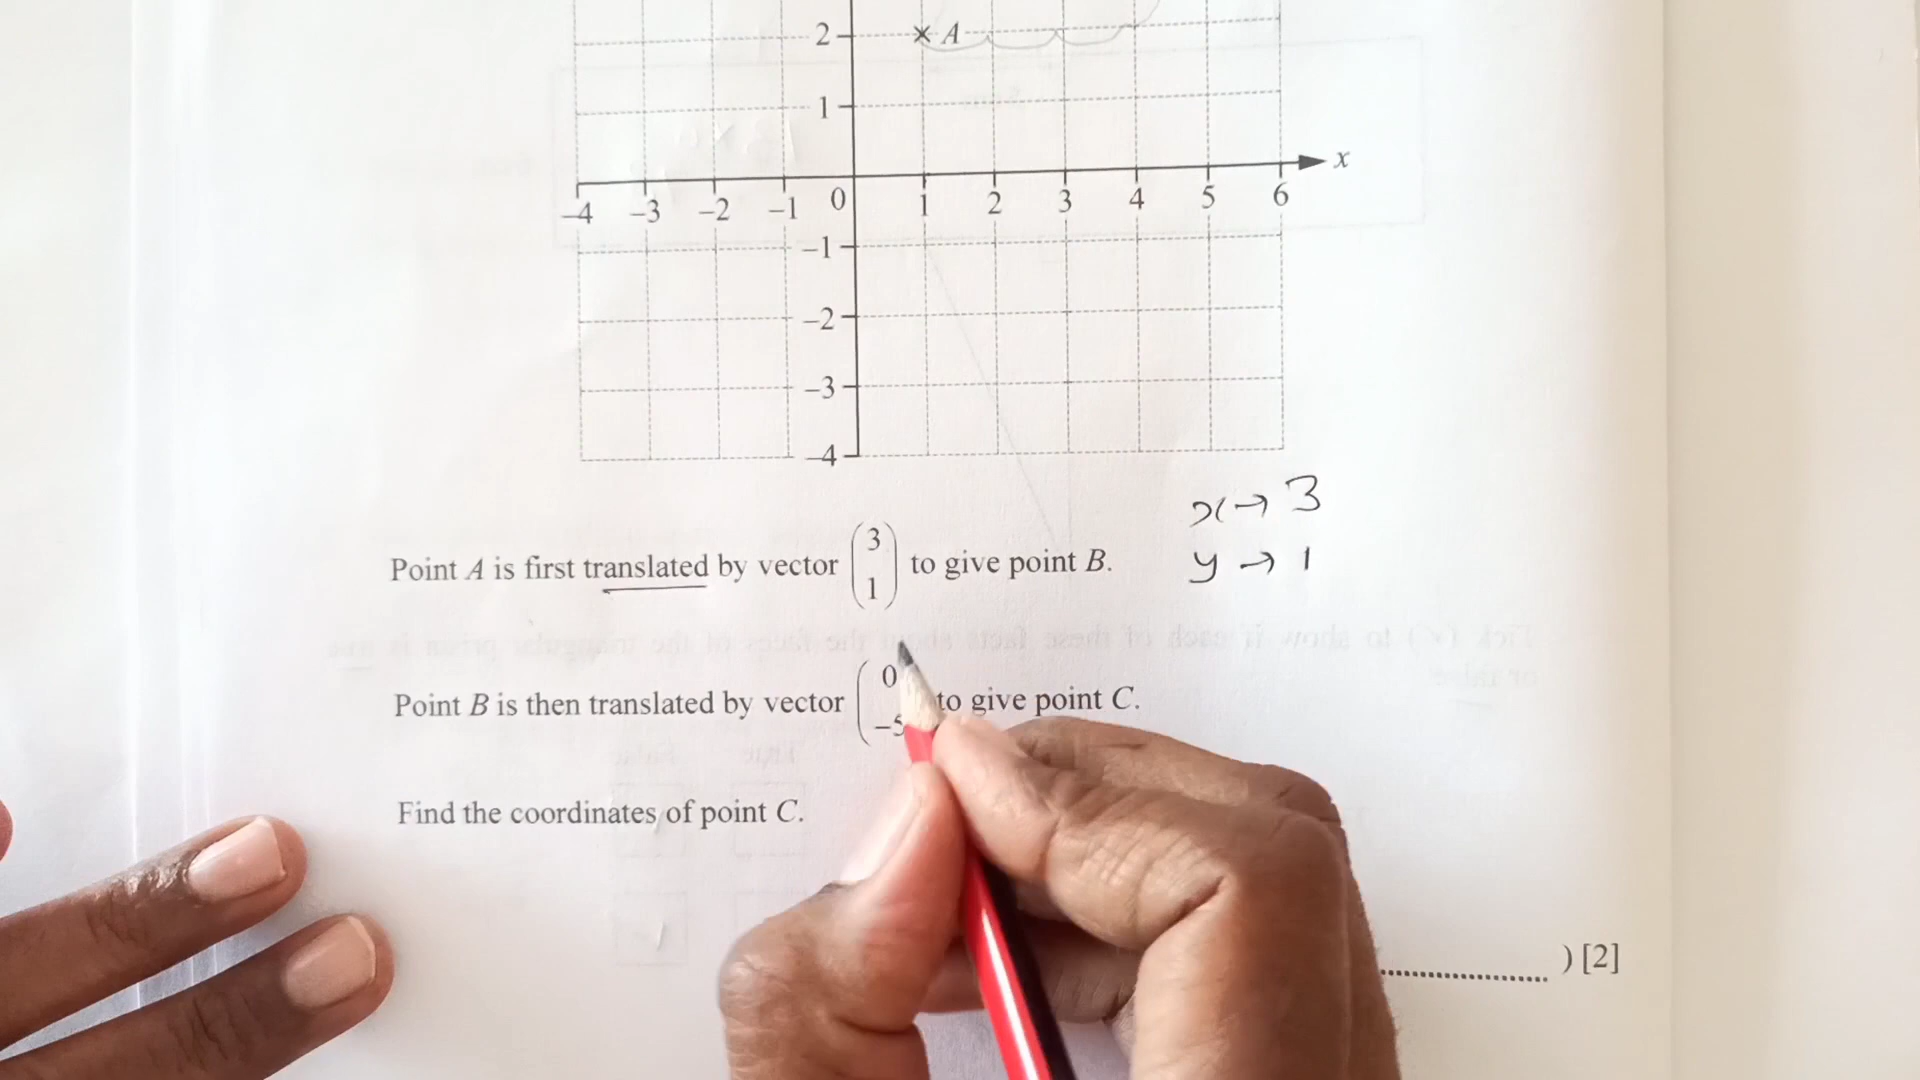 2 A
1
x
−4 −3 −2 −1 0 1 2 3 4 5 6
−1
−2
−3
−4
x → 3
Point A is first translated by vector (3 1) to give point B. y → 1
Point B is then translated by vector (0 −5 to give point C.
Find the coordinates of point C.
) [2]